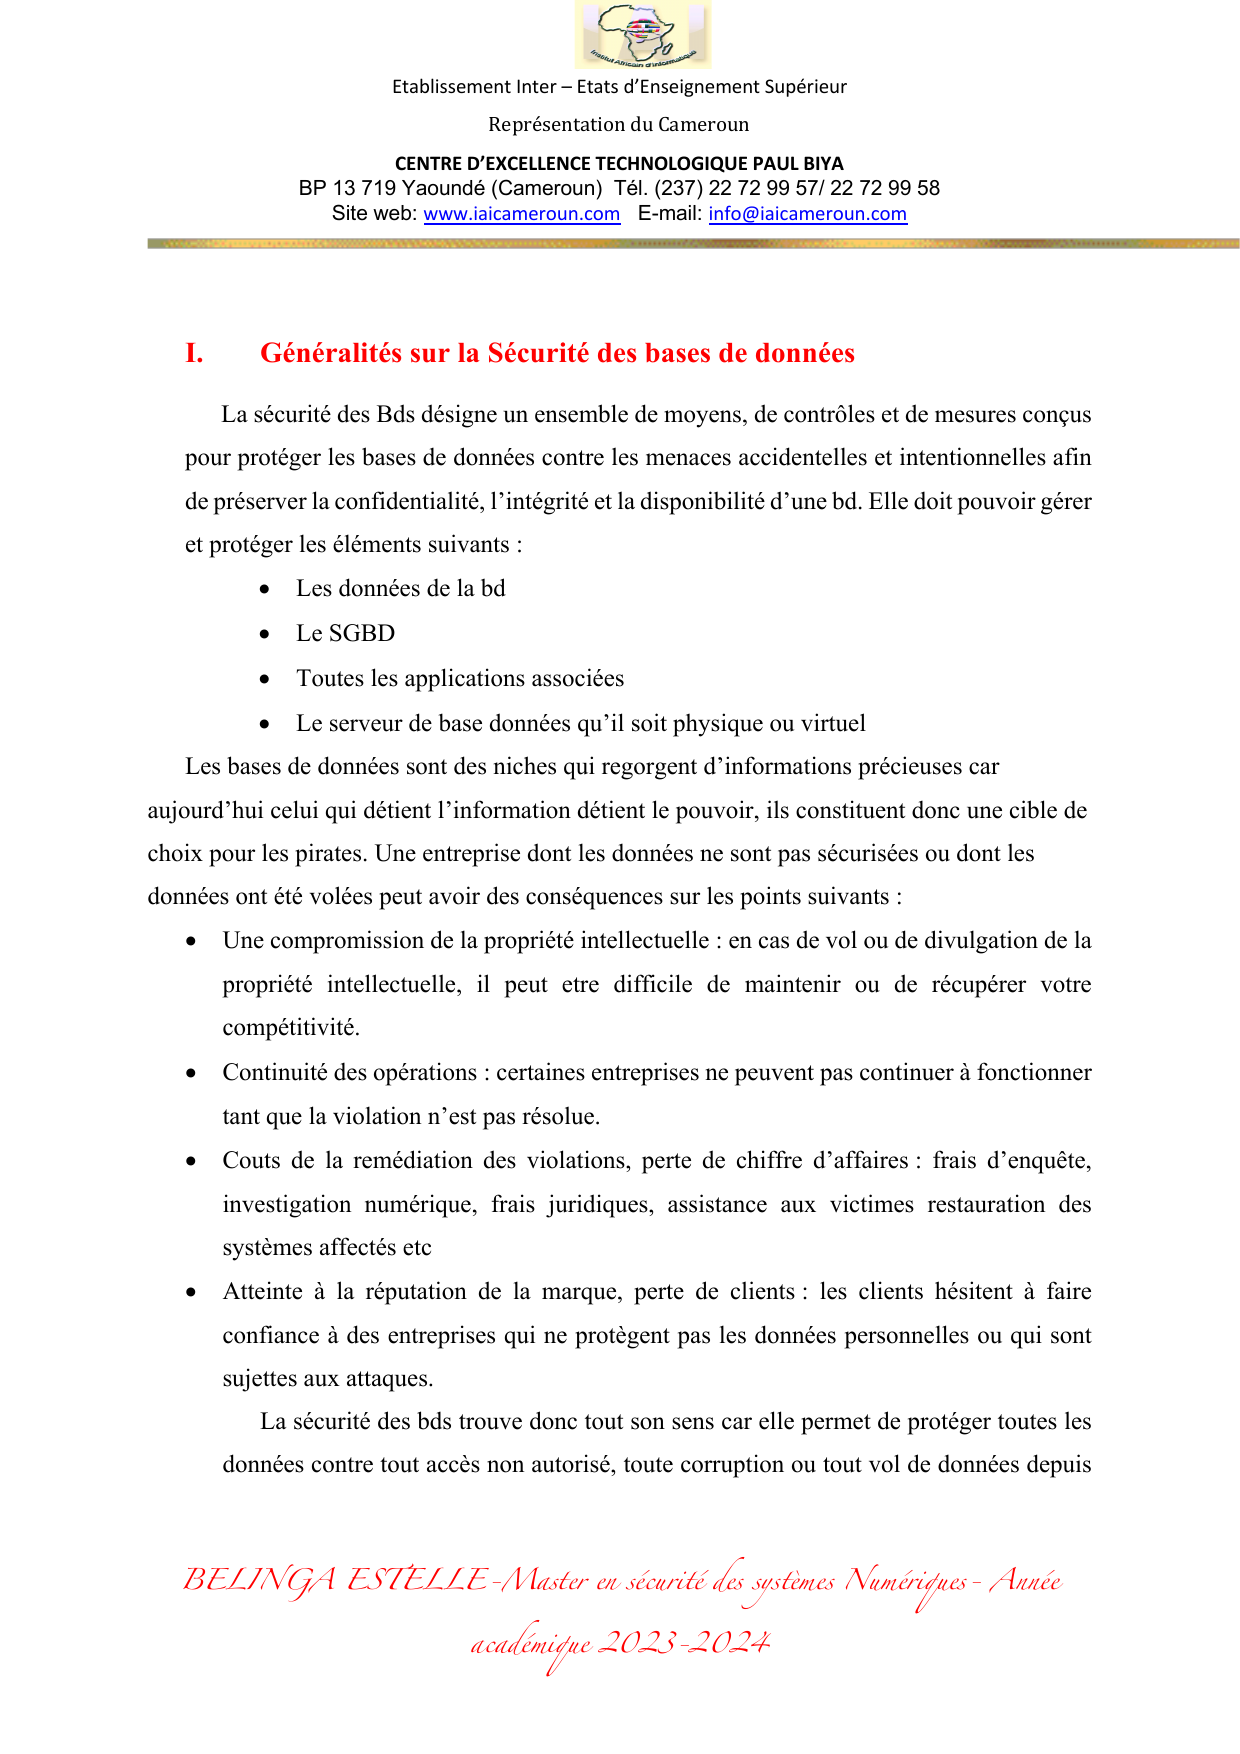 Institut Africain d'Informatique
Etablissement Inter – Etats d’Enseignement Supérieur
Représentation du Cameroun
CENTRE D’EXCELLENCE TECHNOLOGIQUE PAUL BIYA
BP 13 719 Yaoundé (Cameroun) Tél. (237) 22 72 99 57/ 22 72 99 58
Site web: www.iaicameroun.com E-mail: info@iaicameroun.com
I. Généralités sur la Sécurité des bases de données
La sécurité des Bds désigne un ensemble de moyens, de contrôles et de mesures conçus
pour protéger les bases de données contre les menaces accidentelles et intentionnelles afin
de préserver la confidentialité, l’intégrité et la disponibilité d’une bd. Elle doit pouvoir gérer
et protéger les éléments suivants :
• Les données de la bd
• Le SGBD
• Toutes les applications associées
• Le serveur de base données qu’il soit physique ou virtuel
Les bases de données sont des niches qui regorgent d’informations précieuses car
aujourd’hui celui qui détient l’information détient le pouvoir, ils constituent donc une cible de
choix pour les pirates. Une entreprise dont les données ne sont pas sécurisées ou dont les
données ont été volées peut avoir des conséquences sur les points suivants :
• Une compromission de la propriété intellectuelle : en cas de vol ou de divulgation de la
propriété intellectuelle, il peut etre difficile de maintenir ou de récupérer votre
compétitivité.
• Continuité des opérations : certaines entreprises ne peuvent pas continuer à fonctionner
tant que la violation n’est pas résolue.
• Couts de la remédiation des violations, perte de chiffre d’affaires : frais d’enquête,
investigation numérique, frais juridiques, assistance aux victimes restauration des
systèmes affectés etc
• Atteinte à la réputation de la marque, perte de clients : les clients hésitent à faire
confiance à des entreprises qui ne protègent pas les données personnelles ou qui sont
sujettes aux attaques.
La sécurité des bds trouve donc tout son sens car elle permet de protéger toutes les
données contre tout accès non autorisé, toute corruption ou tout vol de données depuis
BELINGA ESTELLE-Master en sécurité des systèmes Numériques- Année
académique 2023-2024